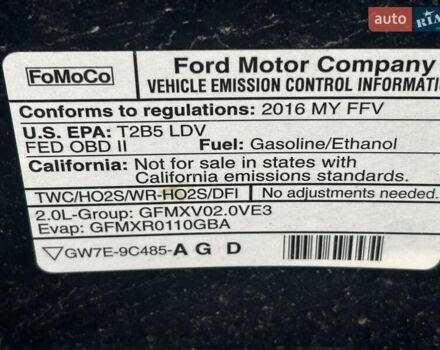 auto RIA
FoMoCo
Ford Motor Company
VEHICLE EMISSION CONTROL INFORMATI
Conforms to regulations: 2016 MY FFV
U.S. EPA: T2B5 LDV
FED OBD II Fuel: Gasoline/Ethanol
California: Not for sale in states with
California emissions standards.
TWC/HO2S/WR-HO2S/DFI No adjustments needed.
2.0L-Group: GFMXV02.0VE3
Evap: GFMXR0110GBA
GW7E-9C485-A G D